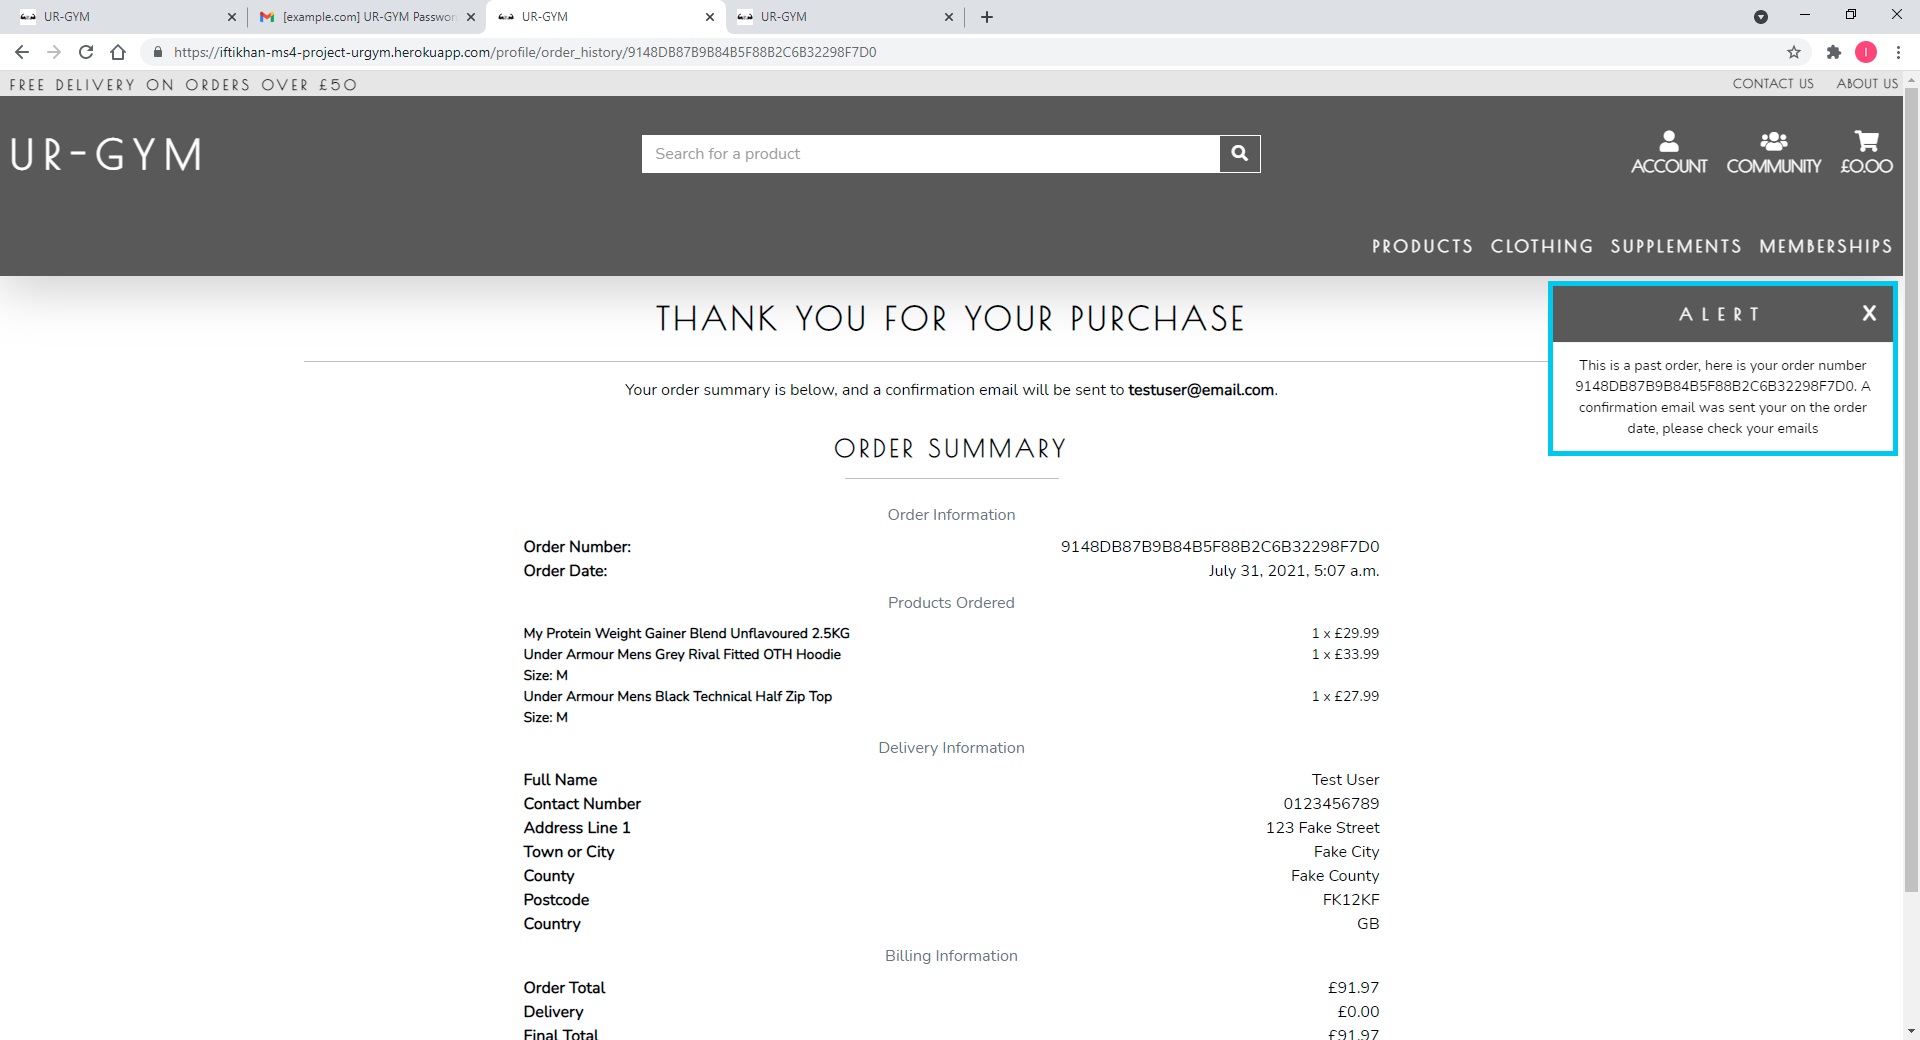 UR-GYM
[example.com] UR-GYM Passwor
UR-GYM
UR-GYM
https://iftikhan-ms4-project-urgym.herokuapp.com/profile/order_history/9148DB87B9B84B5F88B2C6B32298F7D0
I
FREE DELIVERY ON ORDERS OVER £50
CONTACT US
ABOUT US
UR-GYM
Search for a product
ACCOUNT
COMMUNITY
£0.00
PRODUCTS
CLOTHING
SUPPLEMENTS
MEMBERSHIPS
THANK YOU FOR YOUR PURCHASE
ALERT
X
This is a past order, here is your order number
9148DB87B9B84B5F88B2C6B32298F7D0. A
confirmation email was sent your on the order
date, please check your emails
Your order summary is below, and a confirmation email will be sent to testuser@email.com.
ORDER SUMMARY
Order Information
Order Number: 9148DB87B9B84B5F88B2C6B32298F7D0
Order Date: July 31, 2021, 5:07 a.m.
Products Ordered
My Protein Weight Gainer Blend Unflavoured 2.5KG 1 x £29.99
Under Armour Mens Grey Rival Fitted OTH Hoodie 1 x £33.99
Size: M
Under Armour Mens Black Technical Half Zip Top 1 x £27.99
Size: M
Delivery Information
Full Name Test User
Contact Number 0123456789
Address Line 1 123 Fake Street
Town or City Fake City
County Fake County
Postcode FK12KF
Country GB
Billing Information
Order Total £91.97
Delivery £0.00
Final Total £91.97